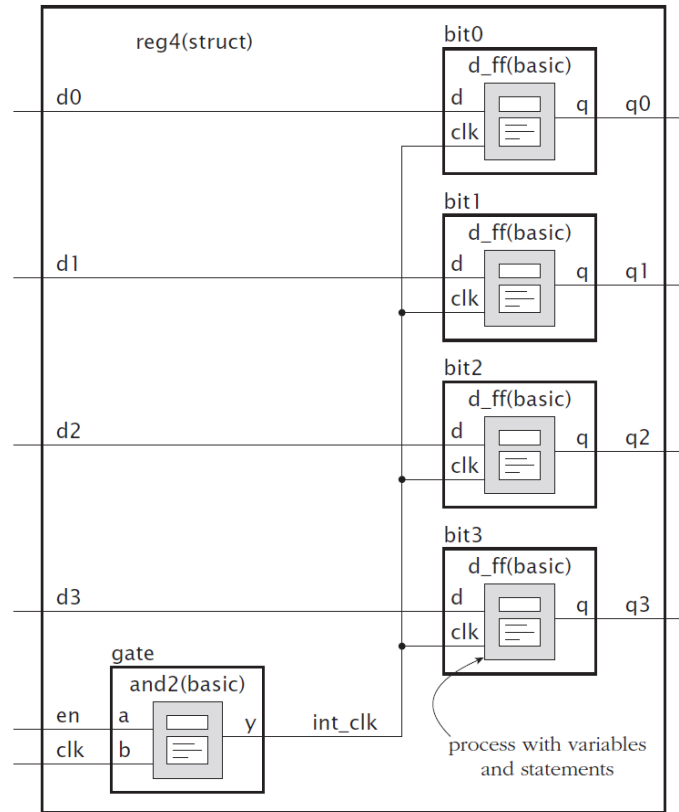 reg4(struct)
bit0
d_ff(basic)
d0
d
q
q0
clk
bit1
d_ff(basic)
d1
d
q
q1
clk
bit2
d_ff(basic)
d2
d
q
q2
clk
bit3
d_ff(basic)
d3
d
q
q3
clk
gate
and2(basic)
en
a
y
int_clk
clk
b
process with variables
and statements